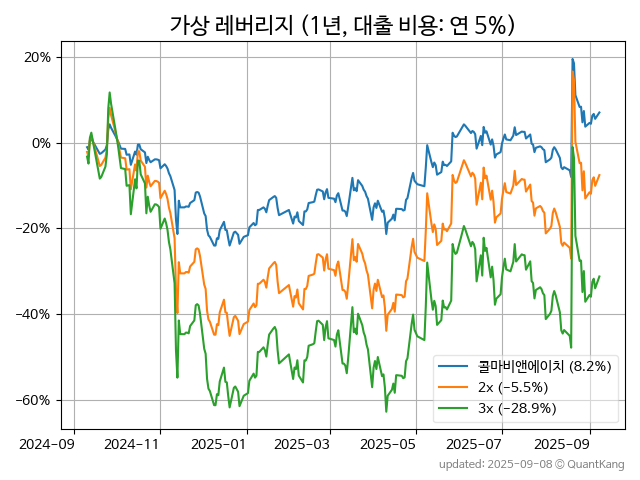 가상 레버리지 (1년, 대출 비용: 연 5%)
20%
0%
−20%
−40%
−60%
콜마비앤에이치 (8.2%)
2x (−5.5%)
3x (−28.9%)
2024-09 2024-11 2025-01 2025-03 2025-05 2025-07 2025-09
updated: 2025-09-08 © QuantKang